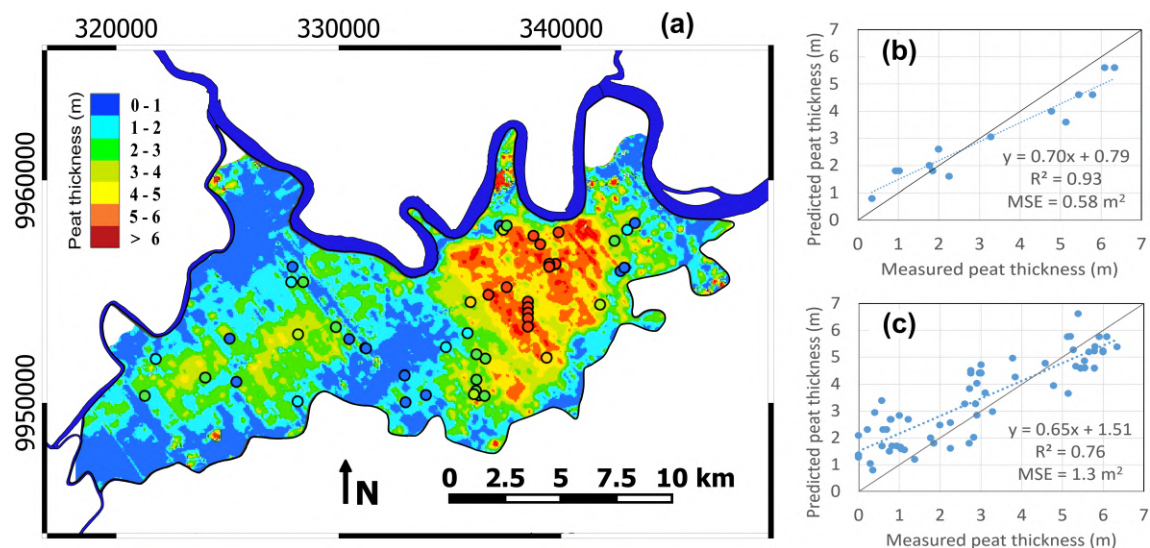 320000 330000 340000 (a)
Peat thickness (m)
0 - 1
1 - 2
2 - 3
3 - 4
4 - 5
5 - 6
> 6
9960000
9950000
N
0 2.5 5 7.5 10 km
(b)
Predicted peat thickness (m)
7
6
5
4
3
2
1
0
y = 0.70x + 0.79
R² = 0.93
MSE = 0.58 m²
0 1 2 3 4 5 6 7
Measured peat thickness (m)
(c)
Predicted peat thickness (m)
7
6
5
4
3
2
1
0
y = 0.65x + 1.51
R² = 0.76
MSE = 1.3 m²
0 1 2 3 4 5 6 7
Measured peat thickness (m)